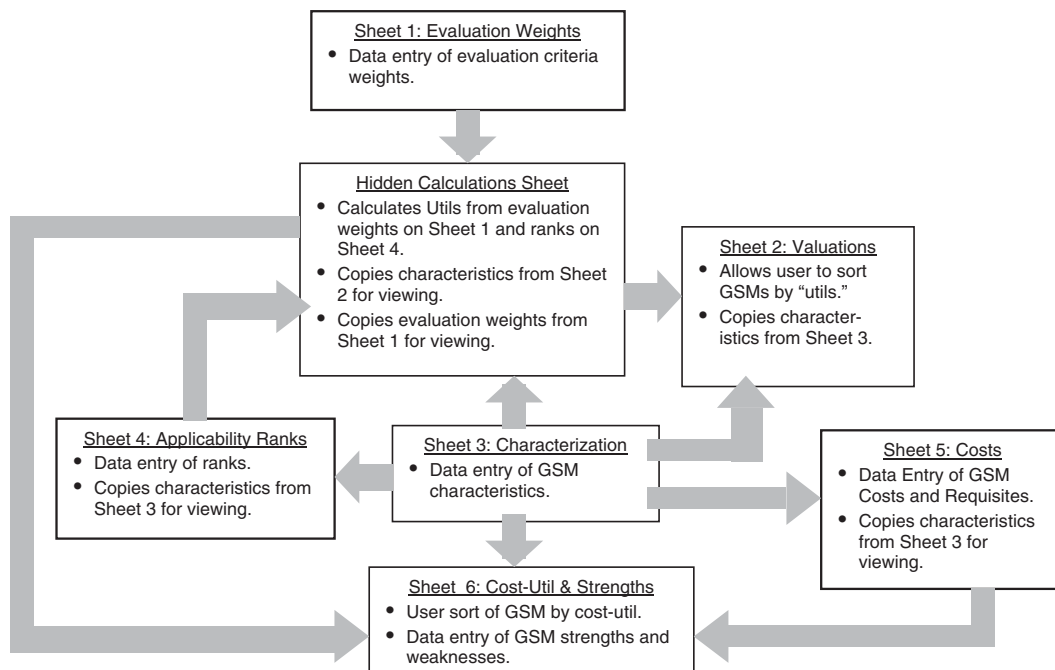 Sheet 1: Evaluation Weights
• Data entry of evaluation criteria
weights.
Hidden Calculations Sheet
• Calculates Utils from evaluation
weights on Sheet 1 and ranks on
Sheet 4.
• Copies characteristics from Sheet
2 for viewing.
• Copies evaluation weights from
Sheet 1 for viewing.
Sheet 2: Valuations
• Allows user to sort
GSMs by “utils.”
• Copies character-
istics from Sheet 3.
Sheet 4: Applicability Ranks
• Data entry of ranks.
• Copies characteristics from
Sheet 3 for viewing.
Sheet 3: Characterization
• Data entry of GSM
characteristics.
Sheet 5: Costs
• Data Entry of GSM
Costs and Requisites.
• Copies characteristics
from Sheet 3 for
viewing.
Sheet 6: Cost-Util & Strengths
• User sort of GSM by cost-util.
• Data entry of GSM strengths and
weaknesses.